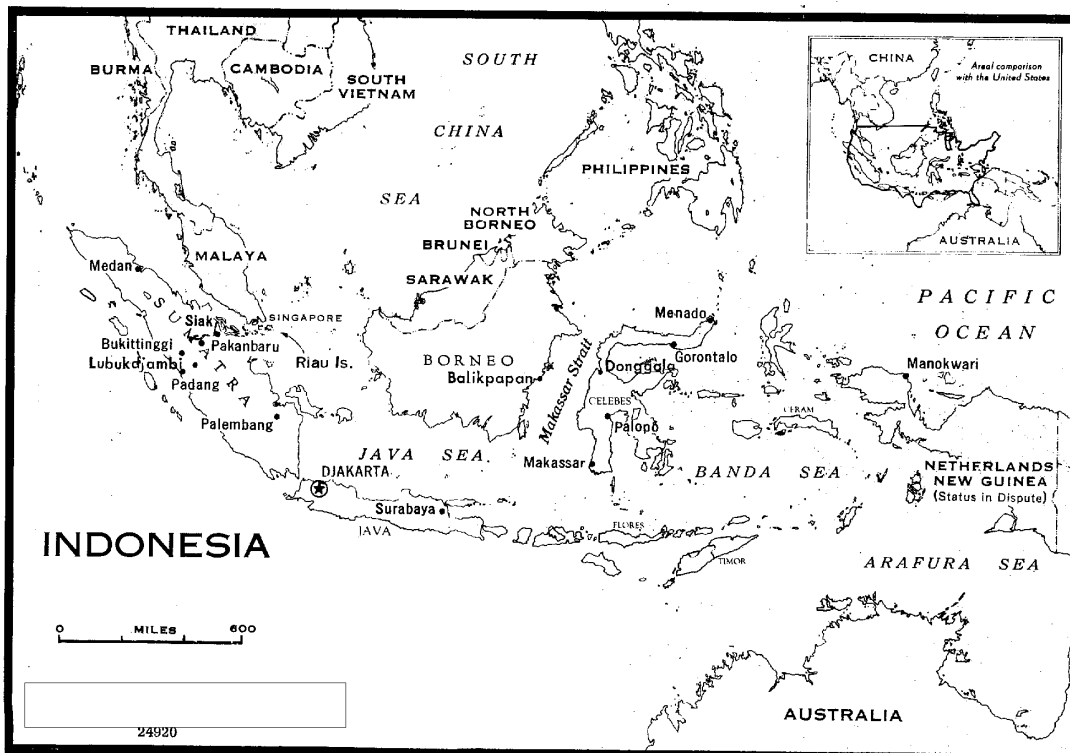 THAILAND
BURMA
CAMBODIA
SOUTH
VIETNAM
SOUTH
CHINA
SEA
PHILIPPINES
NORTH
BORNEO
BRUNEI
SARAWAK
MALAYA
Medan
SUMATRA
Siak
SINGAPORE
Bukittinggi
Pakanbaru
Lubukdjambi
Riau Is.
Padang
Palembang
BORNEO
Balikpapan
Makassar Strait
Menado
Gorontalo
Donggala
CELEBES
Palopo
Makassar
CERAM
Manokwari
PACIFIC
OCEAN
JAVA SEA
BANDA SEA
NETHERLANDS
NEW GUINEA
(Status in Dispute)
DJAKARTA
Surabaya
JAVA
FLORES
TIMOR
ARAFURA SEA
INDONESIA
0 MILES 600
24920
AUSTRALIA
CHINA
Areal comparison
with the United States
AUSTRALIA